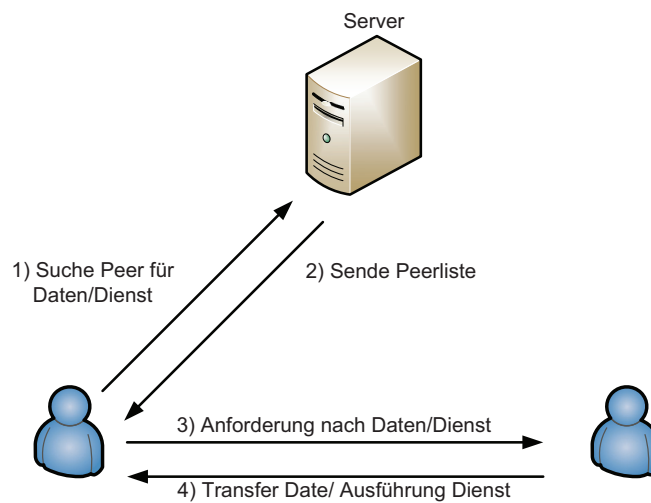 Server
1) Suche Peer für
Daten/Dienst
2) Sende Peerliste
3) Anforderung nach Daten/Dienst
4) Transfer Date/ Ausführung Dienst